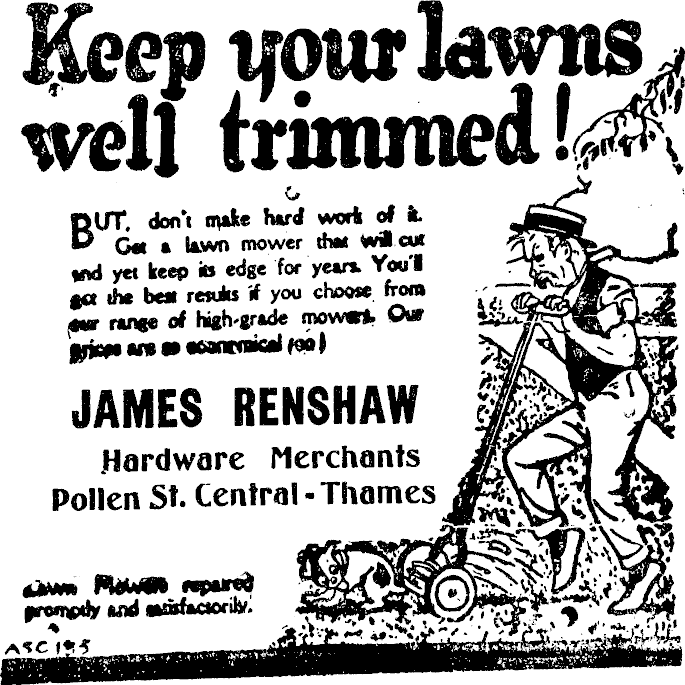 Keep your lawns
well trimmed!
BUT, don't make hard work of it.
Get a lawn mower that will cut
and yet keep its edge for years. You'll
get the best results if you choose from
our range of high-grade mowers. Our
prices are so economical too!
JAMES RENSHAW
Hardware Merchants
Pollen St. Central - Thames
Lawn Mowers repaired
promptly and satisfactorily.